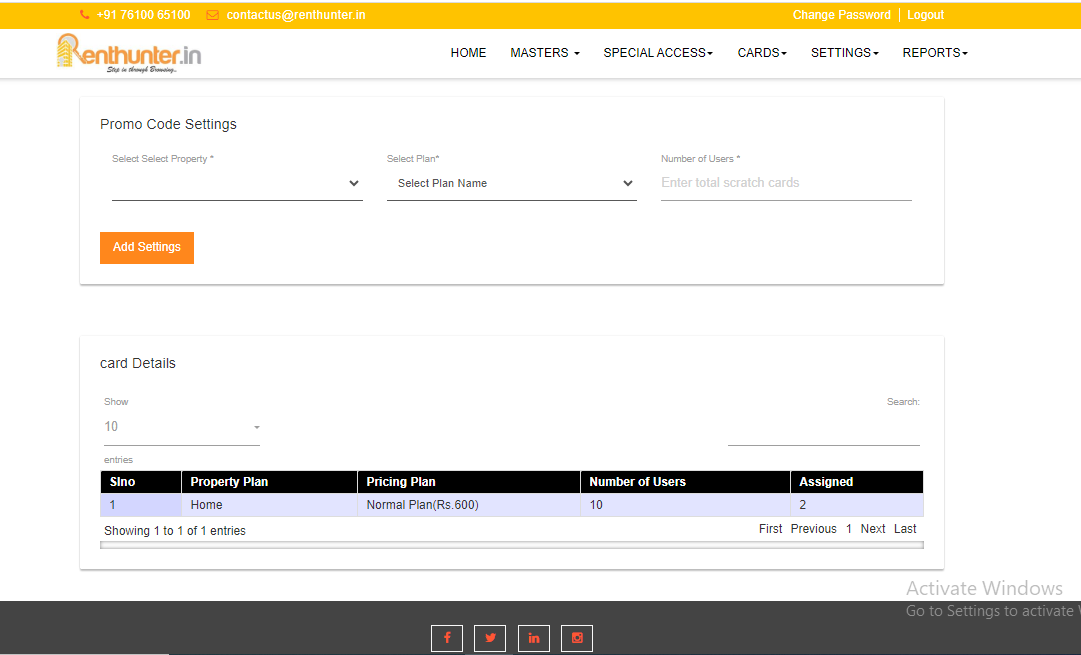 +91 76100 65100 contactus@renthunter.in Change Password Logout
Renthunter.in
Step in through Browsing..
HOME MASTERS SPECIAL ACCESS CARDS SETTINGS REPORTS
Promo Code Settings
Select Select Property * Select Plan* Number of Users *
Select Plan Name Enter total scratch cards
Add Settings
card Details
Show Search:
10
entries
Slno Property Plan Pricing Plan Number of Users Assigned
1 Home Normal Plan(Rs.600) 10 2
Showing 1 to 1 of 1 entries First Previous 1 Next Last
Activate Windows
Go to Settings to activate W